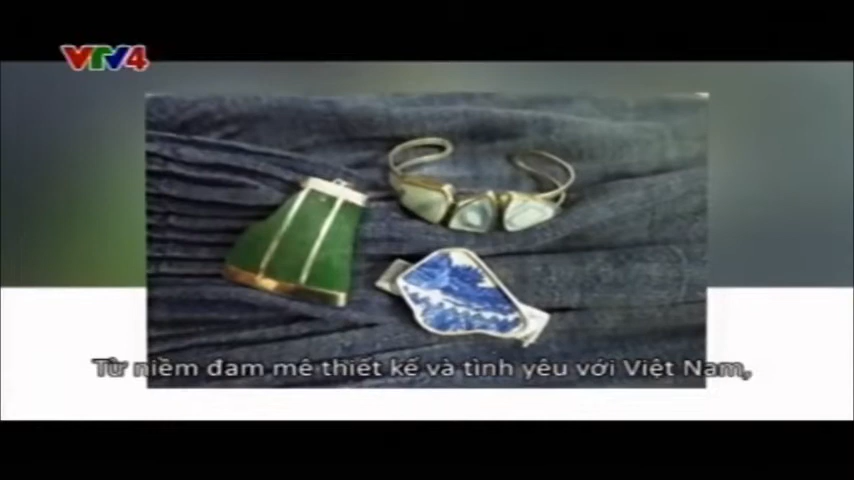 VTV4
Từ niềm đam mê thiết kế và tình yêu với Việt Nam,